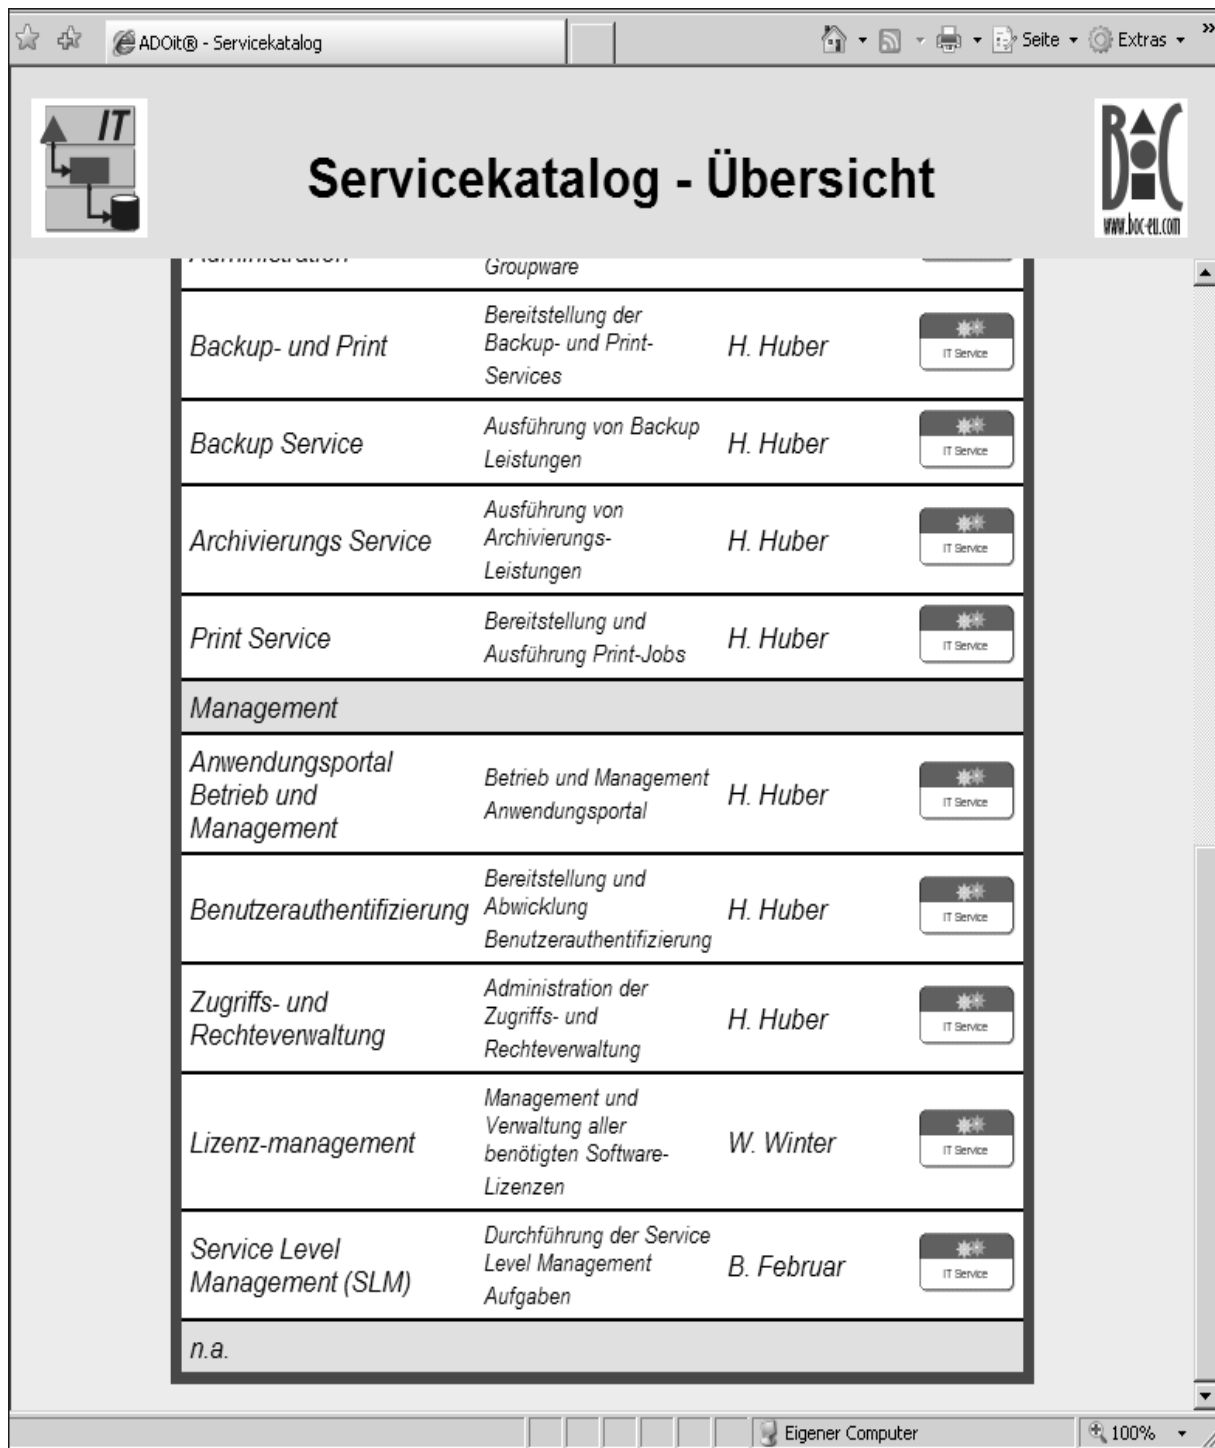 ADOit® - Servicekatalog
Seite
Extras
IT
Servicekatalog - Übersicht
BOC
www.boc-eu.com
Administration
Groupware
Backup- und Print
Bereitstellung der
Backup- und Print-
Services
H. Huber
IT Service
Backup Service
Ausführung von Backup
Leistungen
H. Huber
IT Service
Archivierungs Service
Ausführung von
Archivierungs-
Leistungen
H. Huber
IT Service
Print Service
Bereitstellung und
Ausführung Print-Jobs
H. Huber
IT Service
Management
Anwendungsportal
Betrieb und
Management
Betrieb und Management
Anwendungsportal
H. Huber
IT Service
Benutzerauthentifizierung
Bereitstellung und
Abwicklung
Benutzerauthentifizierung
H. Huber
IT Service
Zugriffs- und
Rechteverwaltung
Administration der
Zugriffs- und
Rechteverwaltung
H. Huber
IT Service
Lizenz-management
Management und
Verwaltung aller
benötigten Software-
Lizenzen
W. Winter
IT Service
Service Level
Management (SLM)
Durchführung der Service
Level Management
Aufgaben
B. Februar
IT Service
n.a.
Eigener Computer
100%